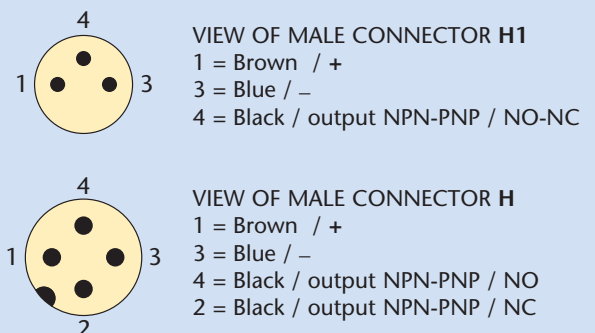 4
1
3
VIEW OF MALE CONNECTOR H1
1 = Brown / +
3 = Blue / –
4 = Black / output NPN-PNP / NO-NC
4
1
3
2
VIEW OF MALE CONNECTOR H
1 = Brown / +
3 = Blue / –
4 = Black / output NPN-PNP / NO
2 = Black / output NPN-PNP / NC